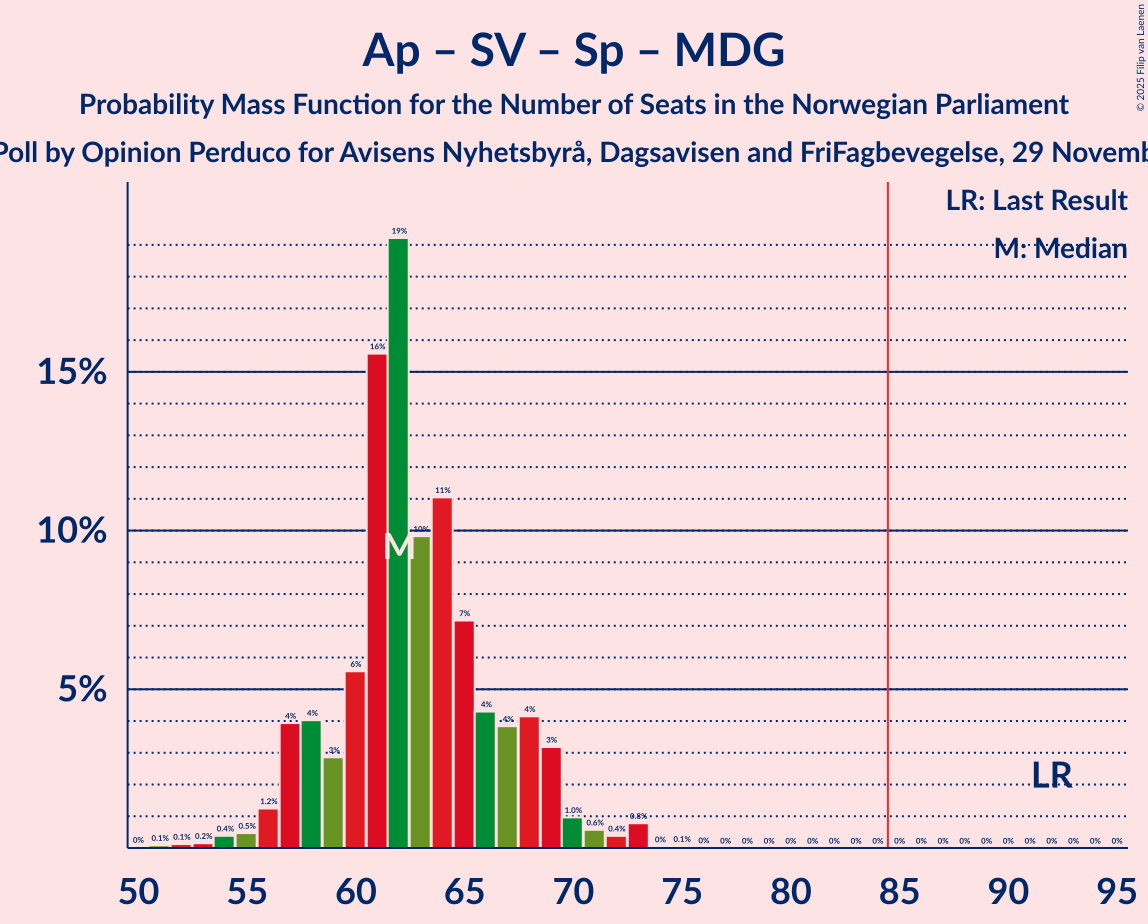 Ap – SV – Sp – MDG
Probability Mass Function for the Number of Seats in the Norwegian Parliament
Poll by Opinion Perduco for Avisens Nyhetsbyrå, Dagsavisen and FriFagbevegelse, 29 Novemb
© 2025 Filip van Laenen
LR: Last Result
M: Median
15%
10%
5%
0% 0.1% 0.1% 0.2% 0.4% 0.5% 1.2% 4% 4% 3% 6% 16% 19% 10% 11% 7% 4% 4% 4% 3% 1.0% 0.6% 0.4% 0.8% 0% 0.1% 0% 0% 0% 0% 0% 0% 0% 0% 0% 0% 0% 0% 0% 0% 0% 0% 0% 0% 0% 0%
M
LR
50 55 60 65 70 75 80 85 90 95